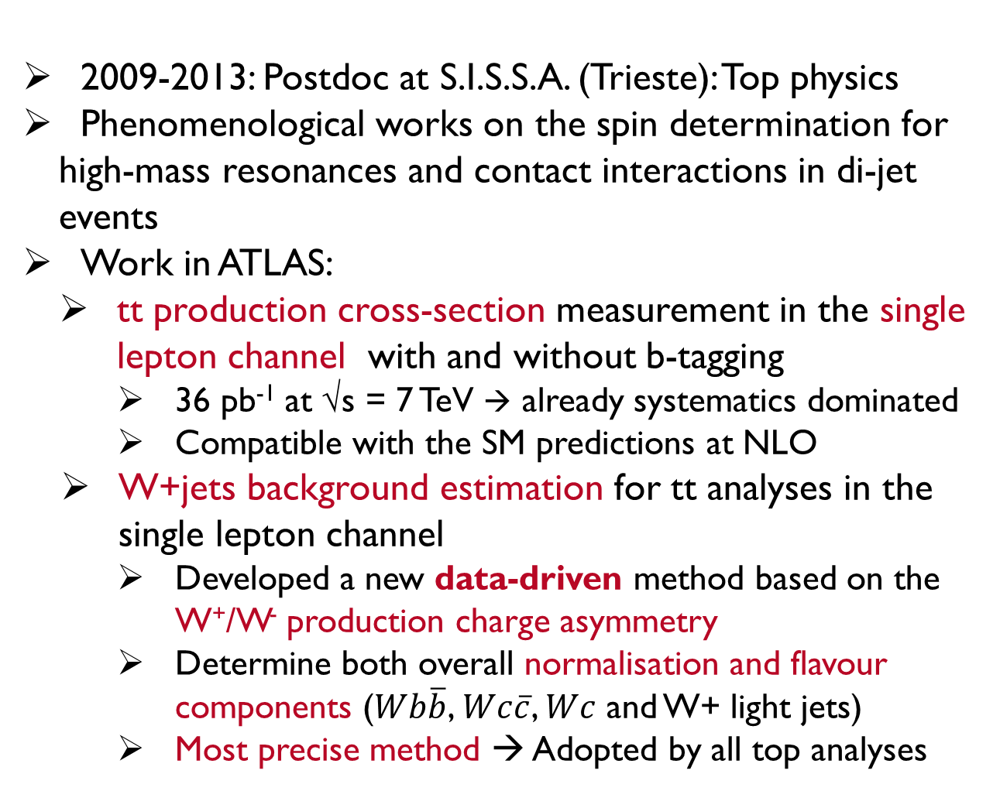 ➢ 2009-2013: Postdoc at S.I.S.S.A. (Trieste): Top physics
➢ Phenomenological works on the spin determination for
high-mass resonances and contact interactions in di-jet
events
➢ Work in ATLAS:
➢ tt production cross-section measurement in the single
lepton channel with and without b-tagging
➢ 36 pb⁻¹ at √s = 7 TeV → already systematics dominated
➢ Compatible with the SM predictions at NLO
➢ W+jets background estimation for tt analyses in the
single lepton channel
➢ Developed a new data-driven method based on the
W⁺/W⁻ production charge asymmetry
➢ Determine both overall normalisation and flavour
components (Wbb̅, Wcc̅, Wc and W+ light jets)
➢ Most precise method → Adopted by all top analyses